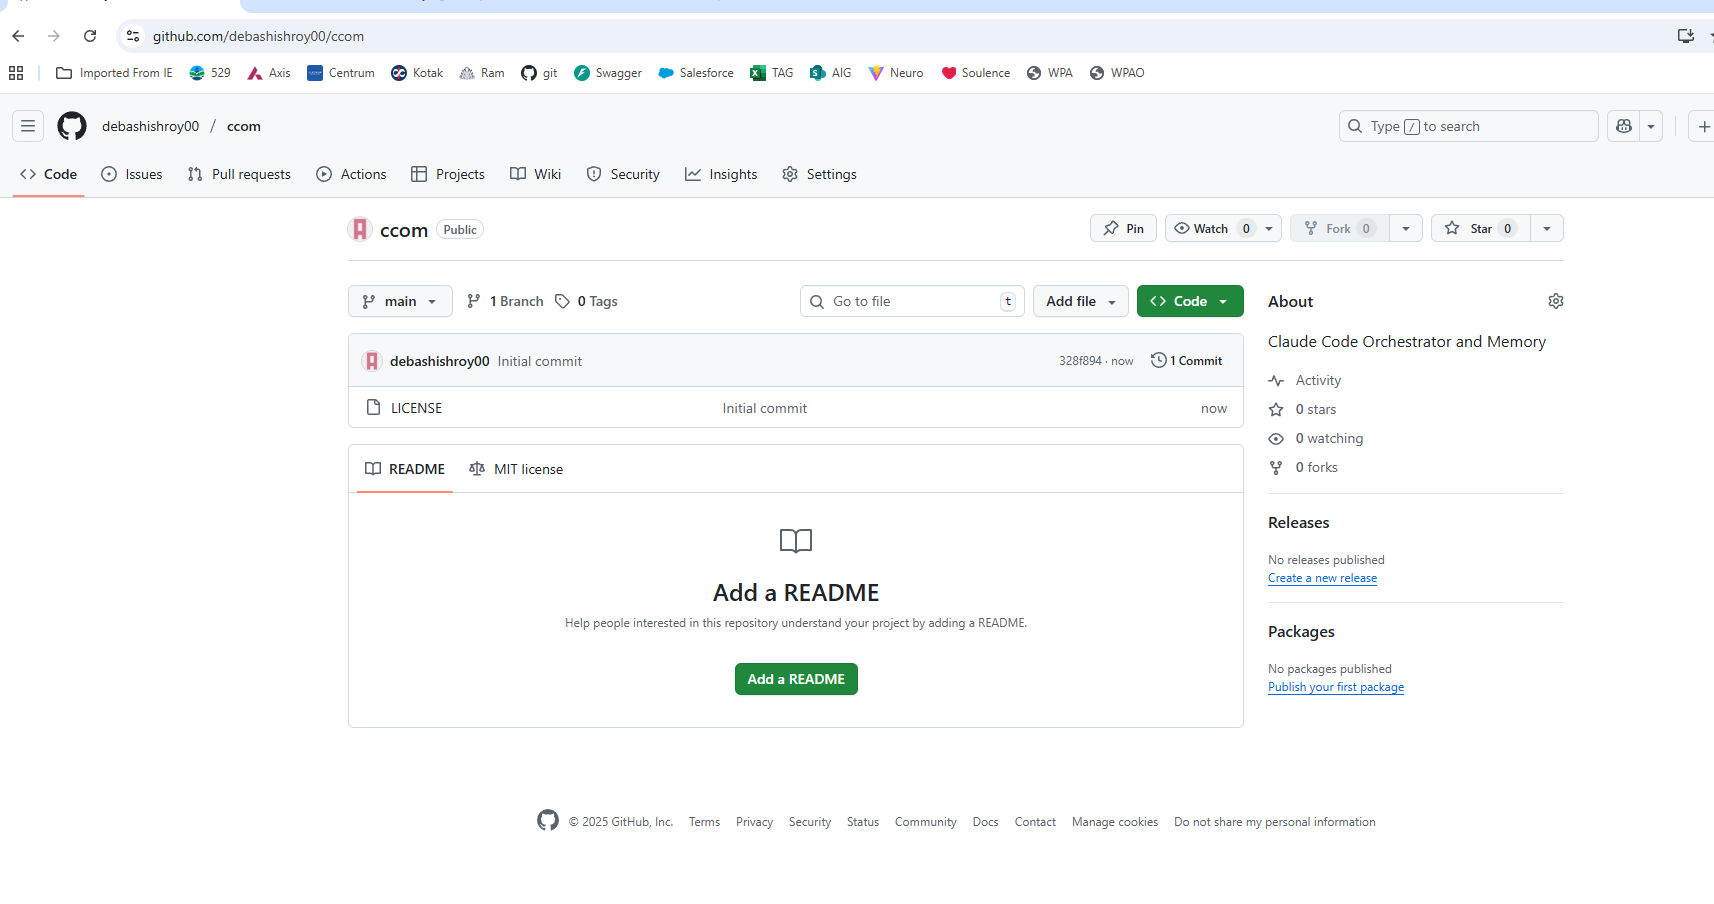 github.com/debashishroy00/ccom
Imported From IE 529 Axis Centrum Kotak Ram git Swagger Salesforce TAG AIG Neuro Soulence WPA WPAO
debashishroy00 / ccom
Type / to search
Code Issues Pull requests Actions Projects Wiki Security Insights Settings
ccom Public
Pin Watch 0 Fork 0 Star 0
main 1 Branch 0 Tags Go to file t Add file Code
debashishroy00 Initial commit 328f894 · now 1 Commit
LICENSE Initial commit now
README MIT license
Add a README
Help people interested in this repository understand your project by adding a README.
Add a README
About
Claude Code Orchestrator and Memory
Activity
0 stars
0 watching
0 forks
Releases
No releases published
Create a new release
Packages
No packages published
Publish your first package
© 2025 GitHub, Inc. Terms Privacy Security Status Community Docs Contact Manage cookies Do not share my personal information